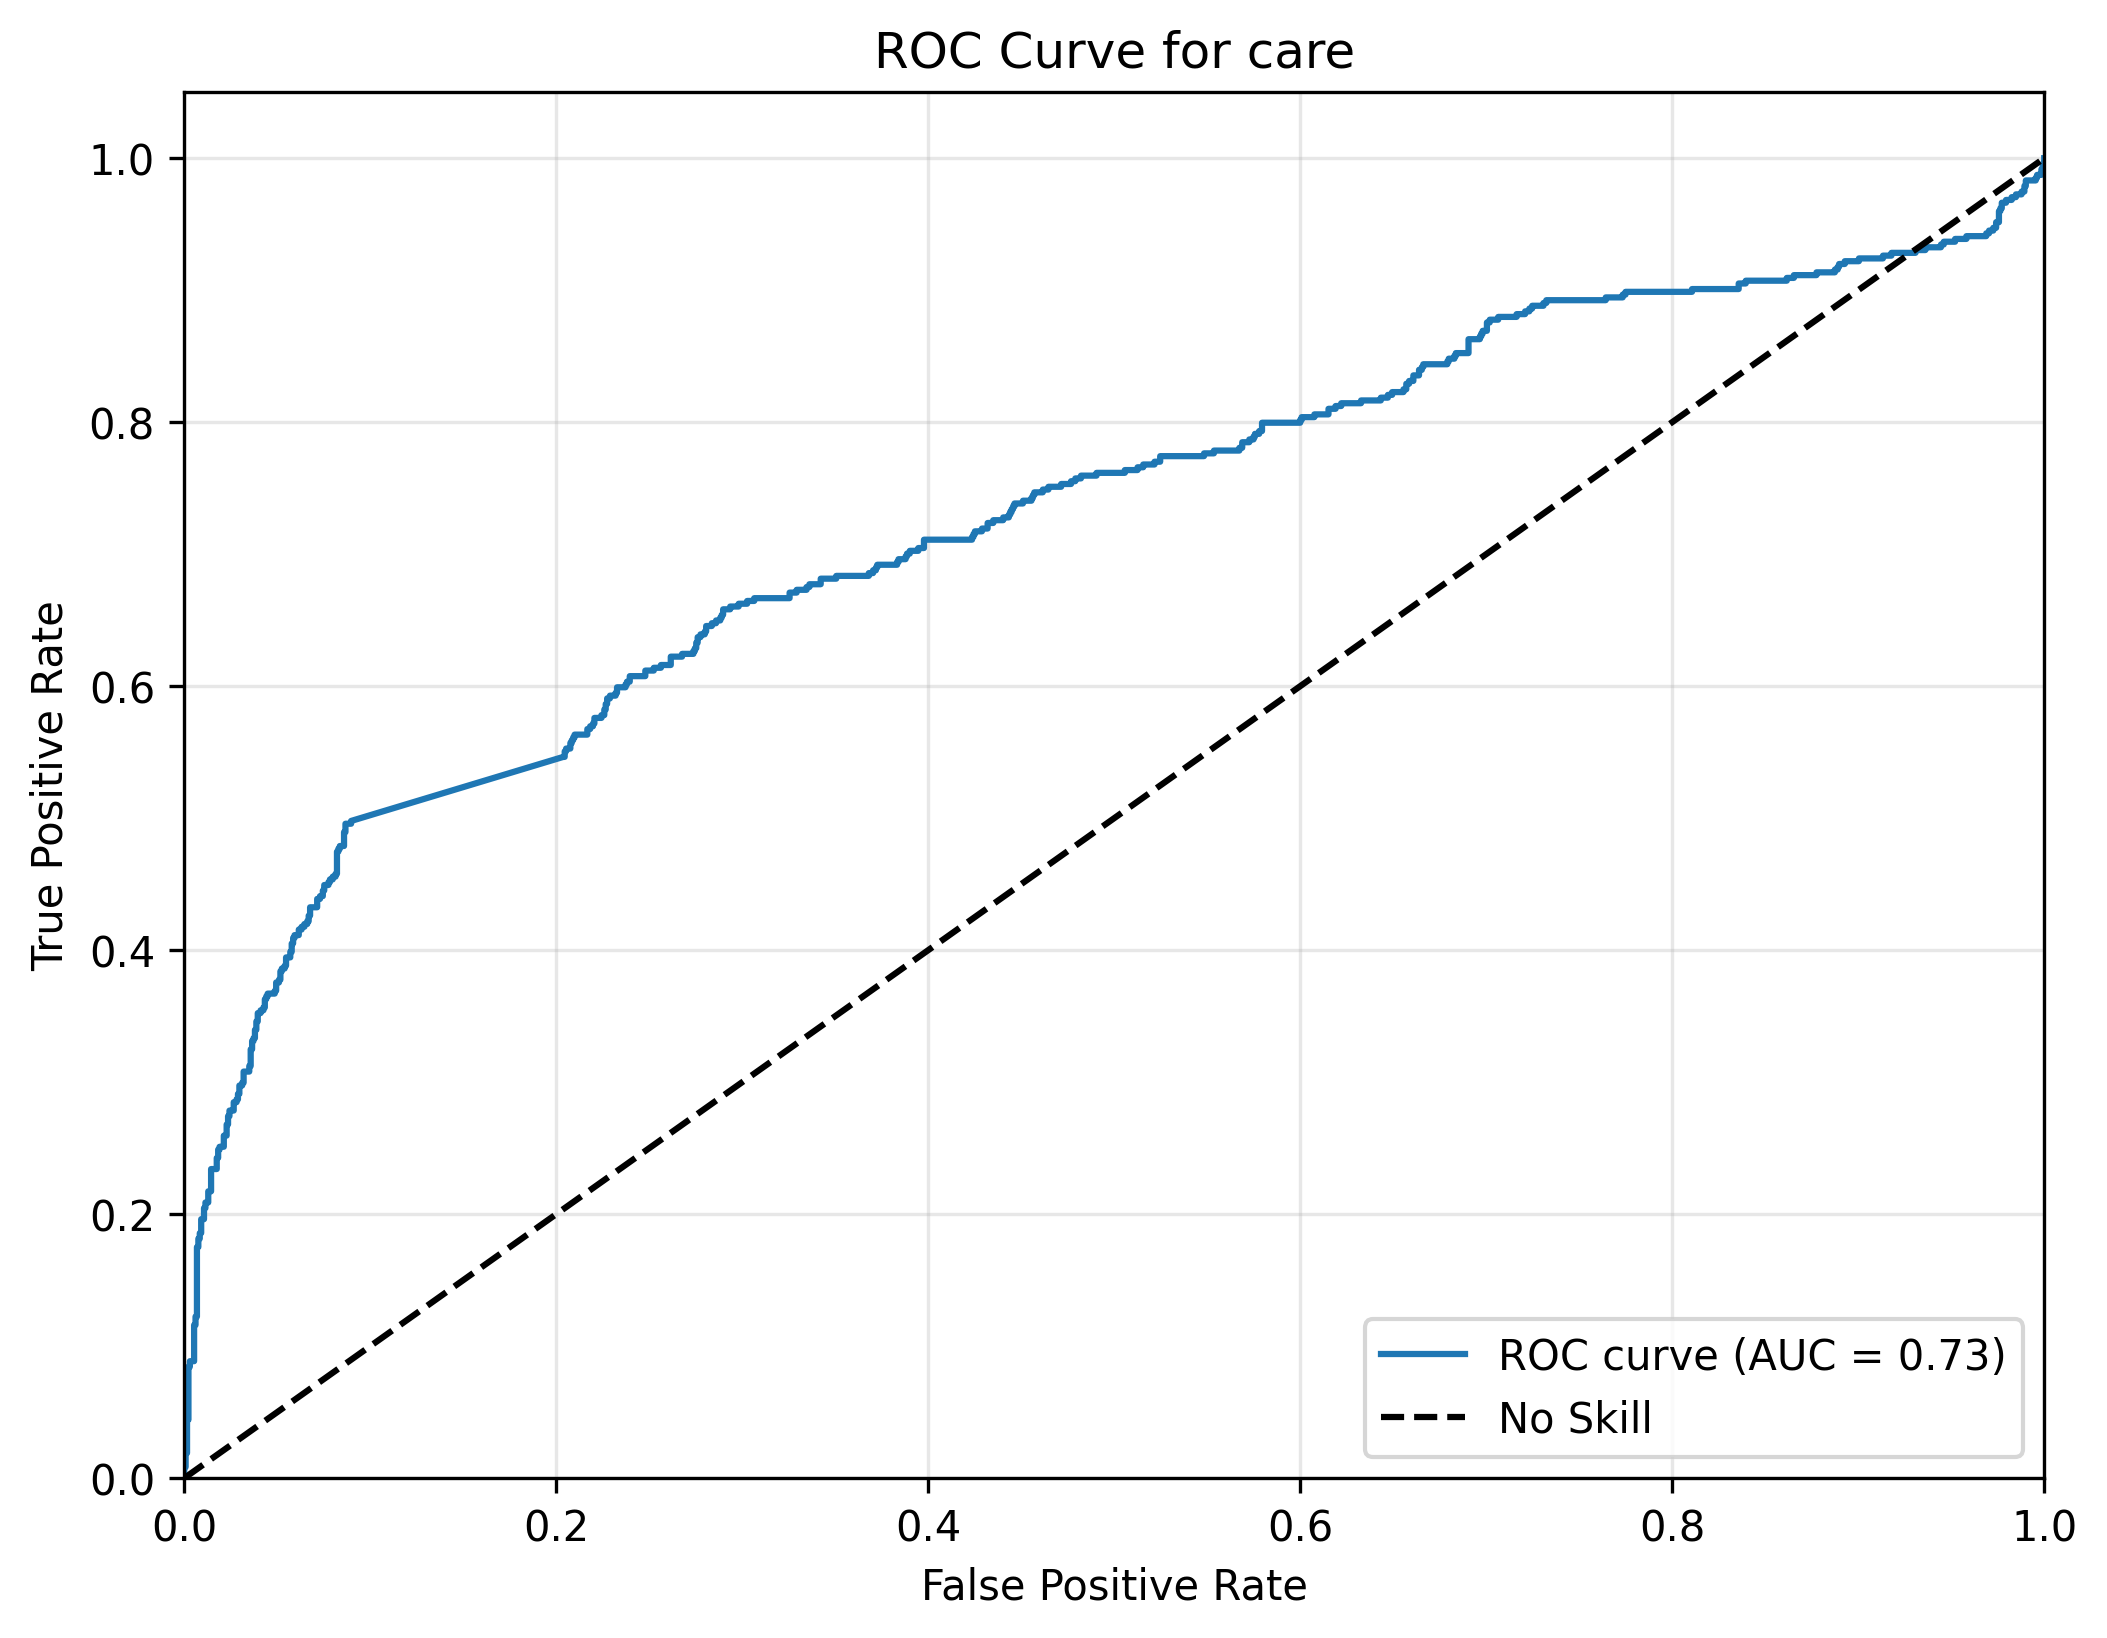 ROC Curve for care
True Positive Rate
1.0
0.8
0.6
0.4
0.2
0.0
0.0 0.2 0.4 0.6 0.8 1.0
False Positive Rate
ROC curve (AUC = 0.73)
No Skill